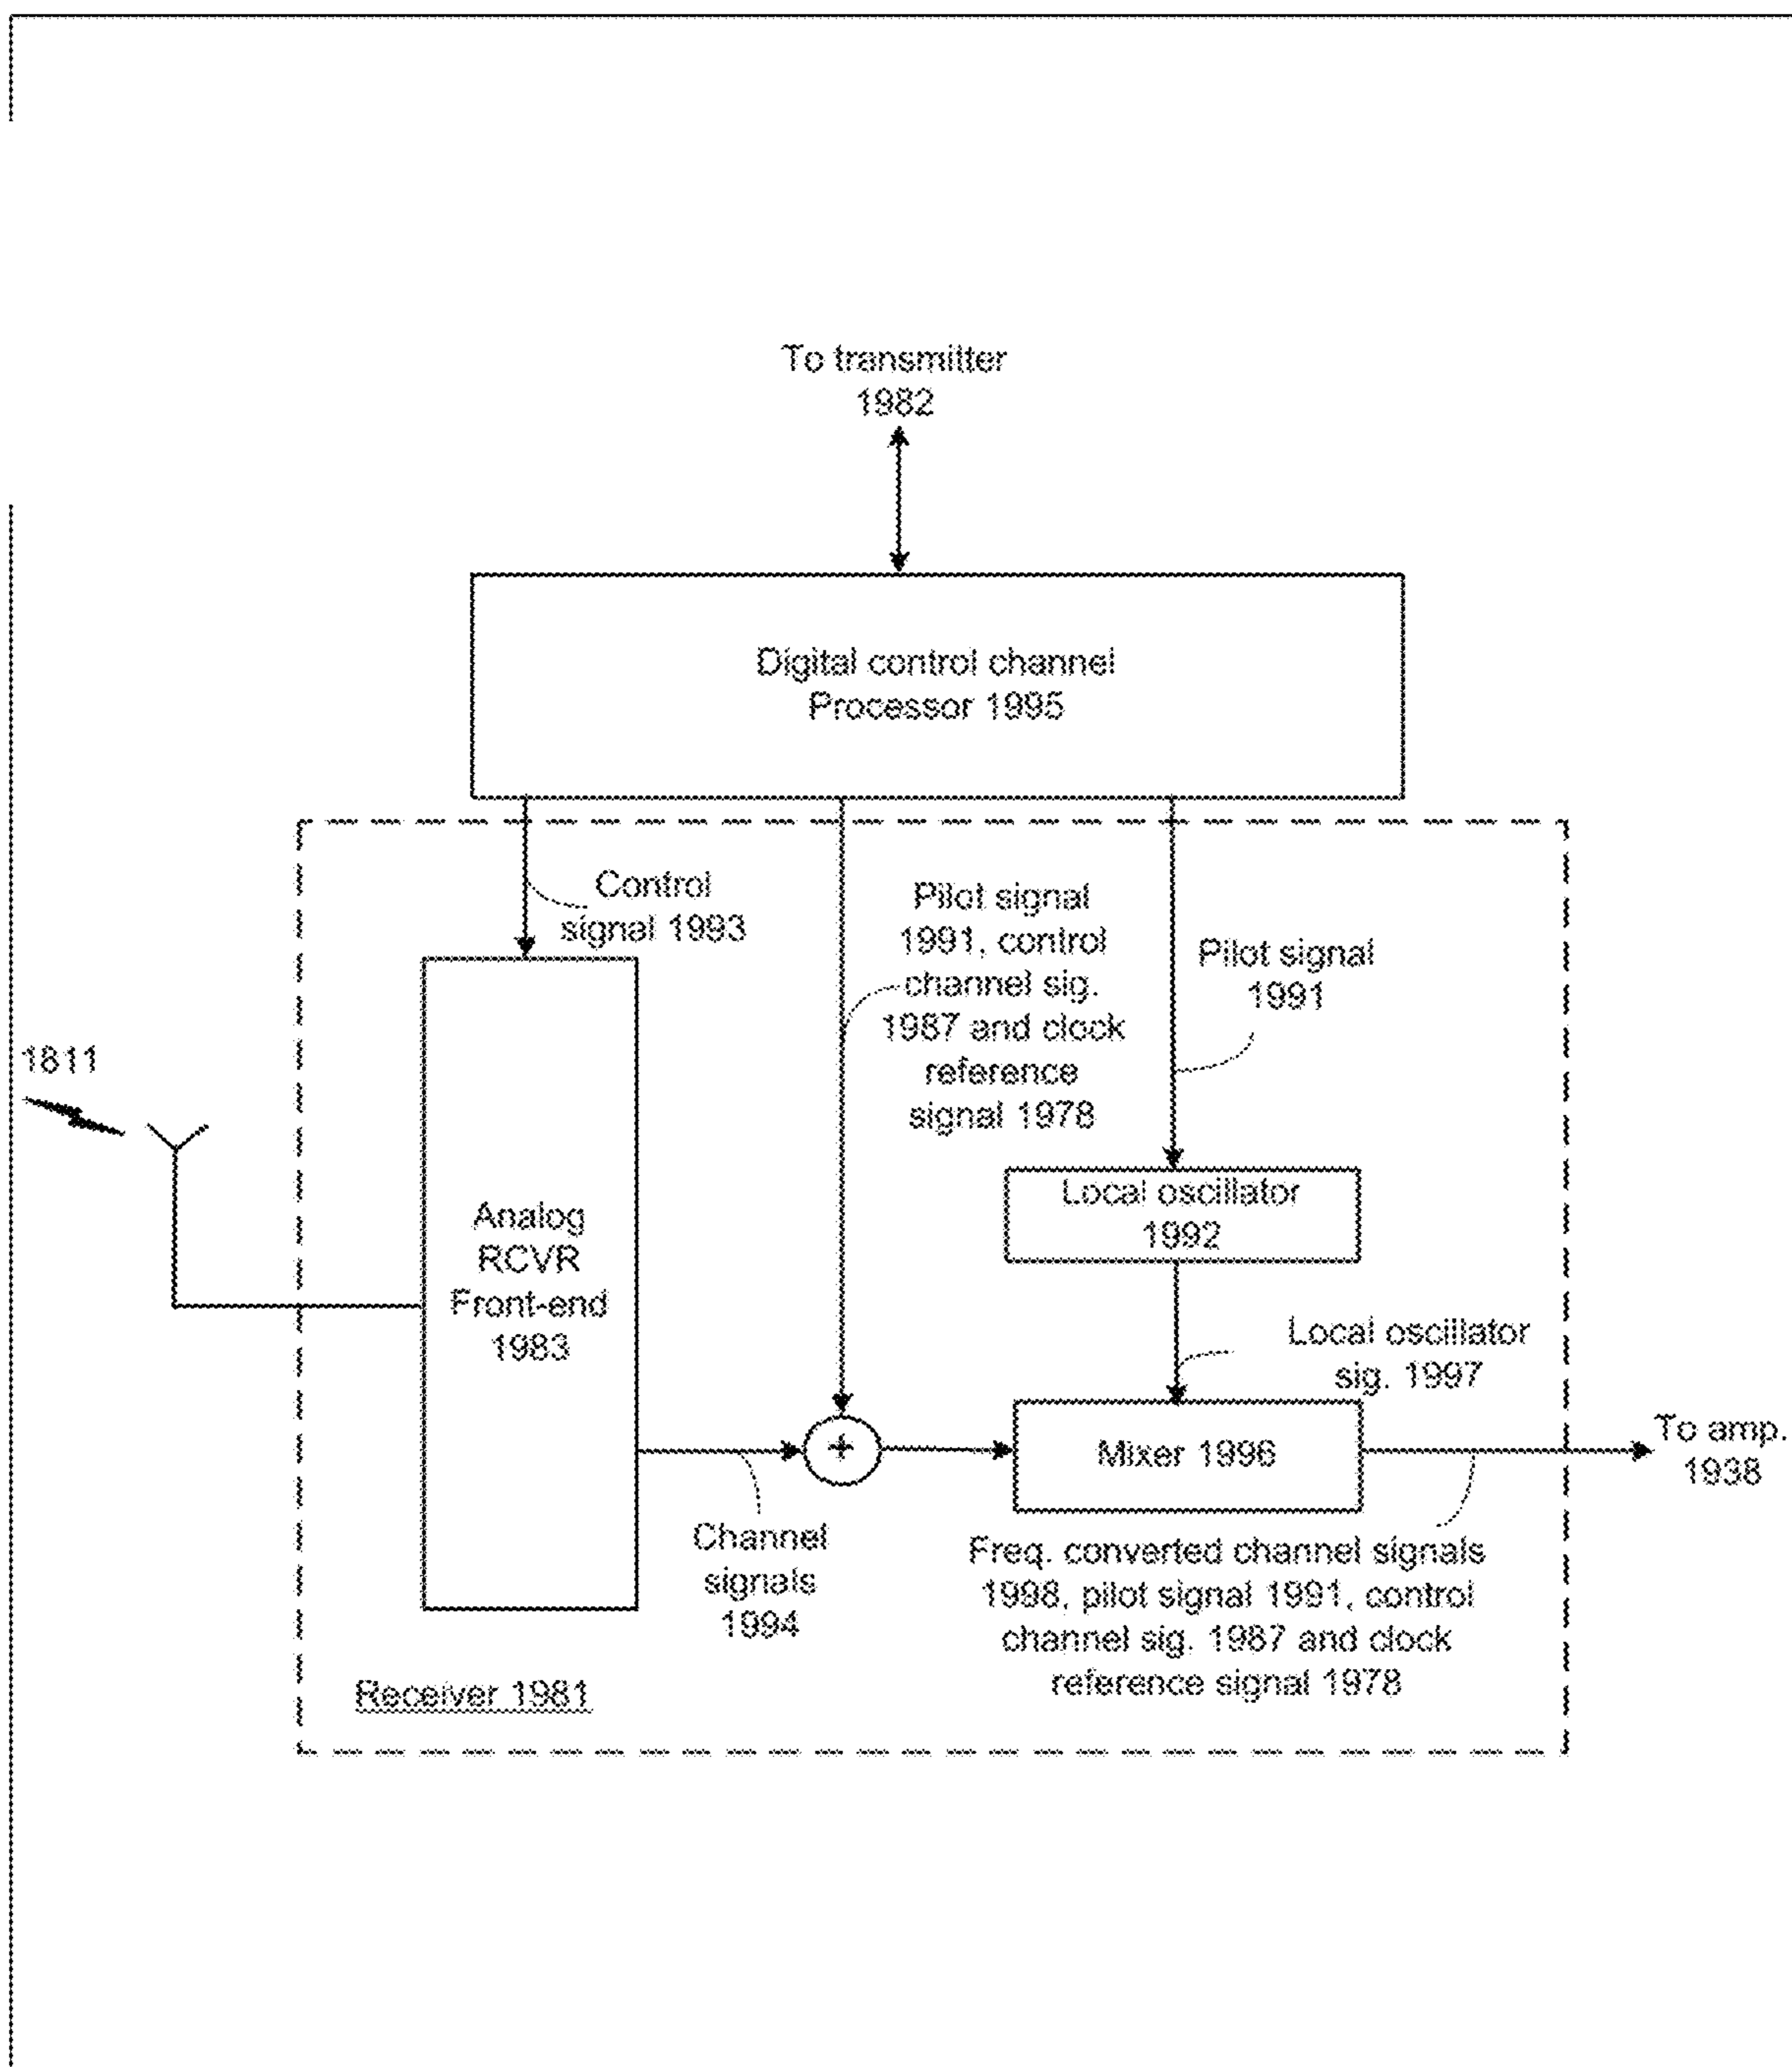 To transmitter
1982
Digital control channel
Processor 1995
Control
signal 1993
Pilot signal
1991, control
channel sig.
1987 and clock
reference
signal 1978
Pilot signal
1991
1811
Local oscillator
1992
Analog
RCVR
Front-end
1983
Local oscillator
sig. 1997
+
Mixer 1996
To amp.
1938
Channel
signals
1994
Freq. converted channel signals
1998, pilot signal 1991, control
channel sig. 1987 and clock
reference signal 1978
Receiver 1981